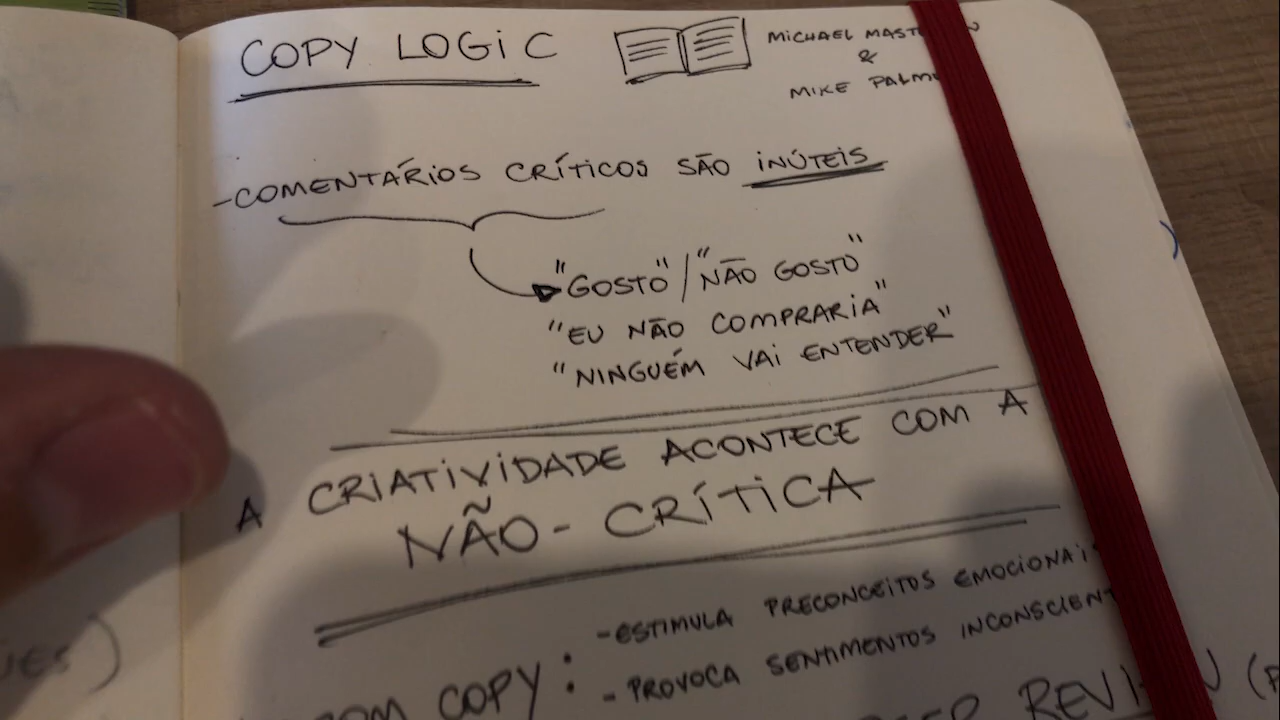 COPY LOGIC
MICHAEL
&
MIKE
- COMENTÁRIOS CRÍTICOS SÃO INÚTEIS
"GOSTO" / "NÃO GOSTO"
"EU NÃO COMPRARIA"
"NINGUÉM VAI ENTENDER"
A CRIATIVIDADE ACONTECE COM A
NÃO-CRÍTICA
- ESTIMULA PRECONCEITOS EMOCIONAIS
COPY: - PROVOCA SENTIMENTOS